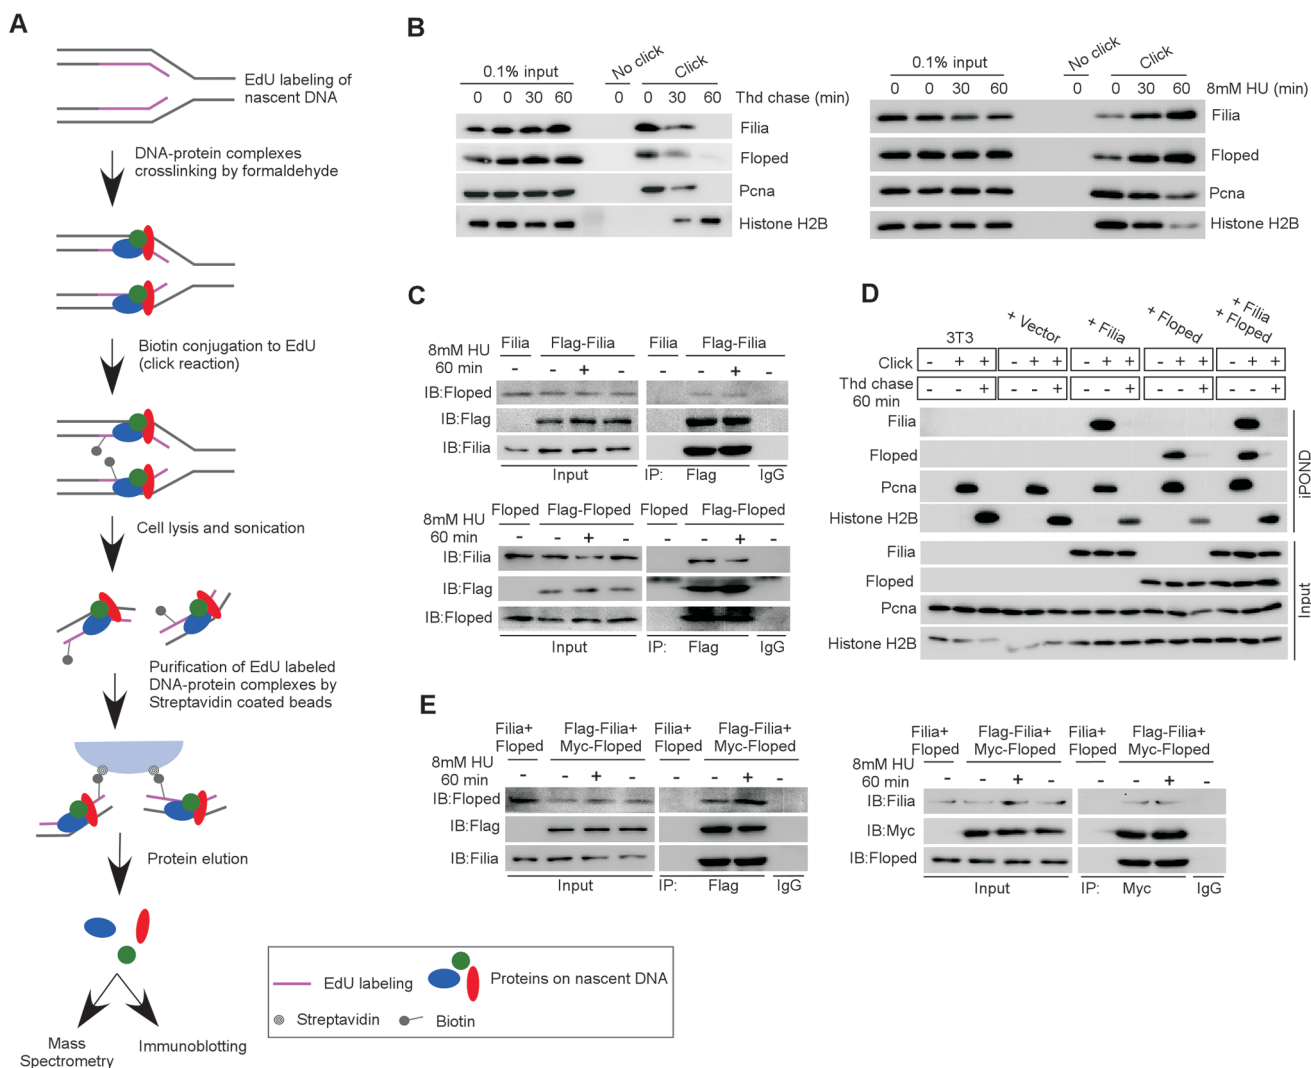 A
EdU labeling of
nascent DNA
DNA-protein complexes
crosslinking by formaldehyde
Biotin conjugation to EdU
(click reaction)
Cell lysis and sonication
Purification of EdU labeled
DNA-protein complexes by
Streptavidin coated beads
Protein elution
Mass
Spectrometry
Immunoblotting
EdU labeling
Proteins on nascent DNA
Streptavidin
Biotin
B
0.1% input No click Click
0 0 30 60 0 0 30 60 Thd chase (min)
Filia
Floped
Pcna
Histone H2B
0.1% input No click Click
0 0 30 60 0 0 30 60 8mM HU (min)
Filia
Floped
Pcna
Histone H2B
C
Filia Flag-Filia Filia Flag-Filia
8mM HU
60 min - - + - - - + -
IB:Floped
IB:Flag
IB:Filia
Input IP: Flag IgG
Floped Flag-Floped Floped Flag-Floped
8mM HU
60 min - - + - - - + -
IB:Filia
IB:Flag
IB:Floped
Input IP: Flag IgG
D
3T3 + Vector + Filia + Floped + Filia + Floped
Click - + + - + + - + + - + + - + +
Thd chase - - + - - + - - + - - + - - +
60 min
Filia
Floped
Pcna
Histone H2B
iPOND
Filia
Floped
Pcna
Histone H2B
Input
E
Filia+ Flag-Filia+ Filia+ Flag-Filia+
Floped Myc-Floped Floped Myc-Floped
8mM HU
60 min - - + - - - + -
IB:Floped
IB:Flag
IB:Filia
Input IP: Flag IgG
Filia+ Flag-Filia+ Filia+ Flag-Filia+
Floped Myc-Floped Floped Myc-Floped
8mM HU
60 min - - + - - - + -
IB:Filia
IB:Myc
IB:Floped
Input IP: Myc IgG